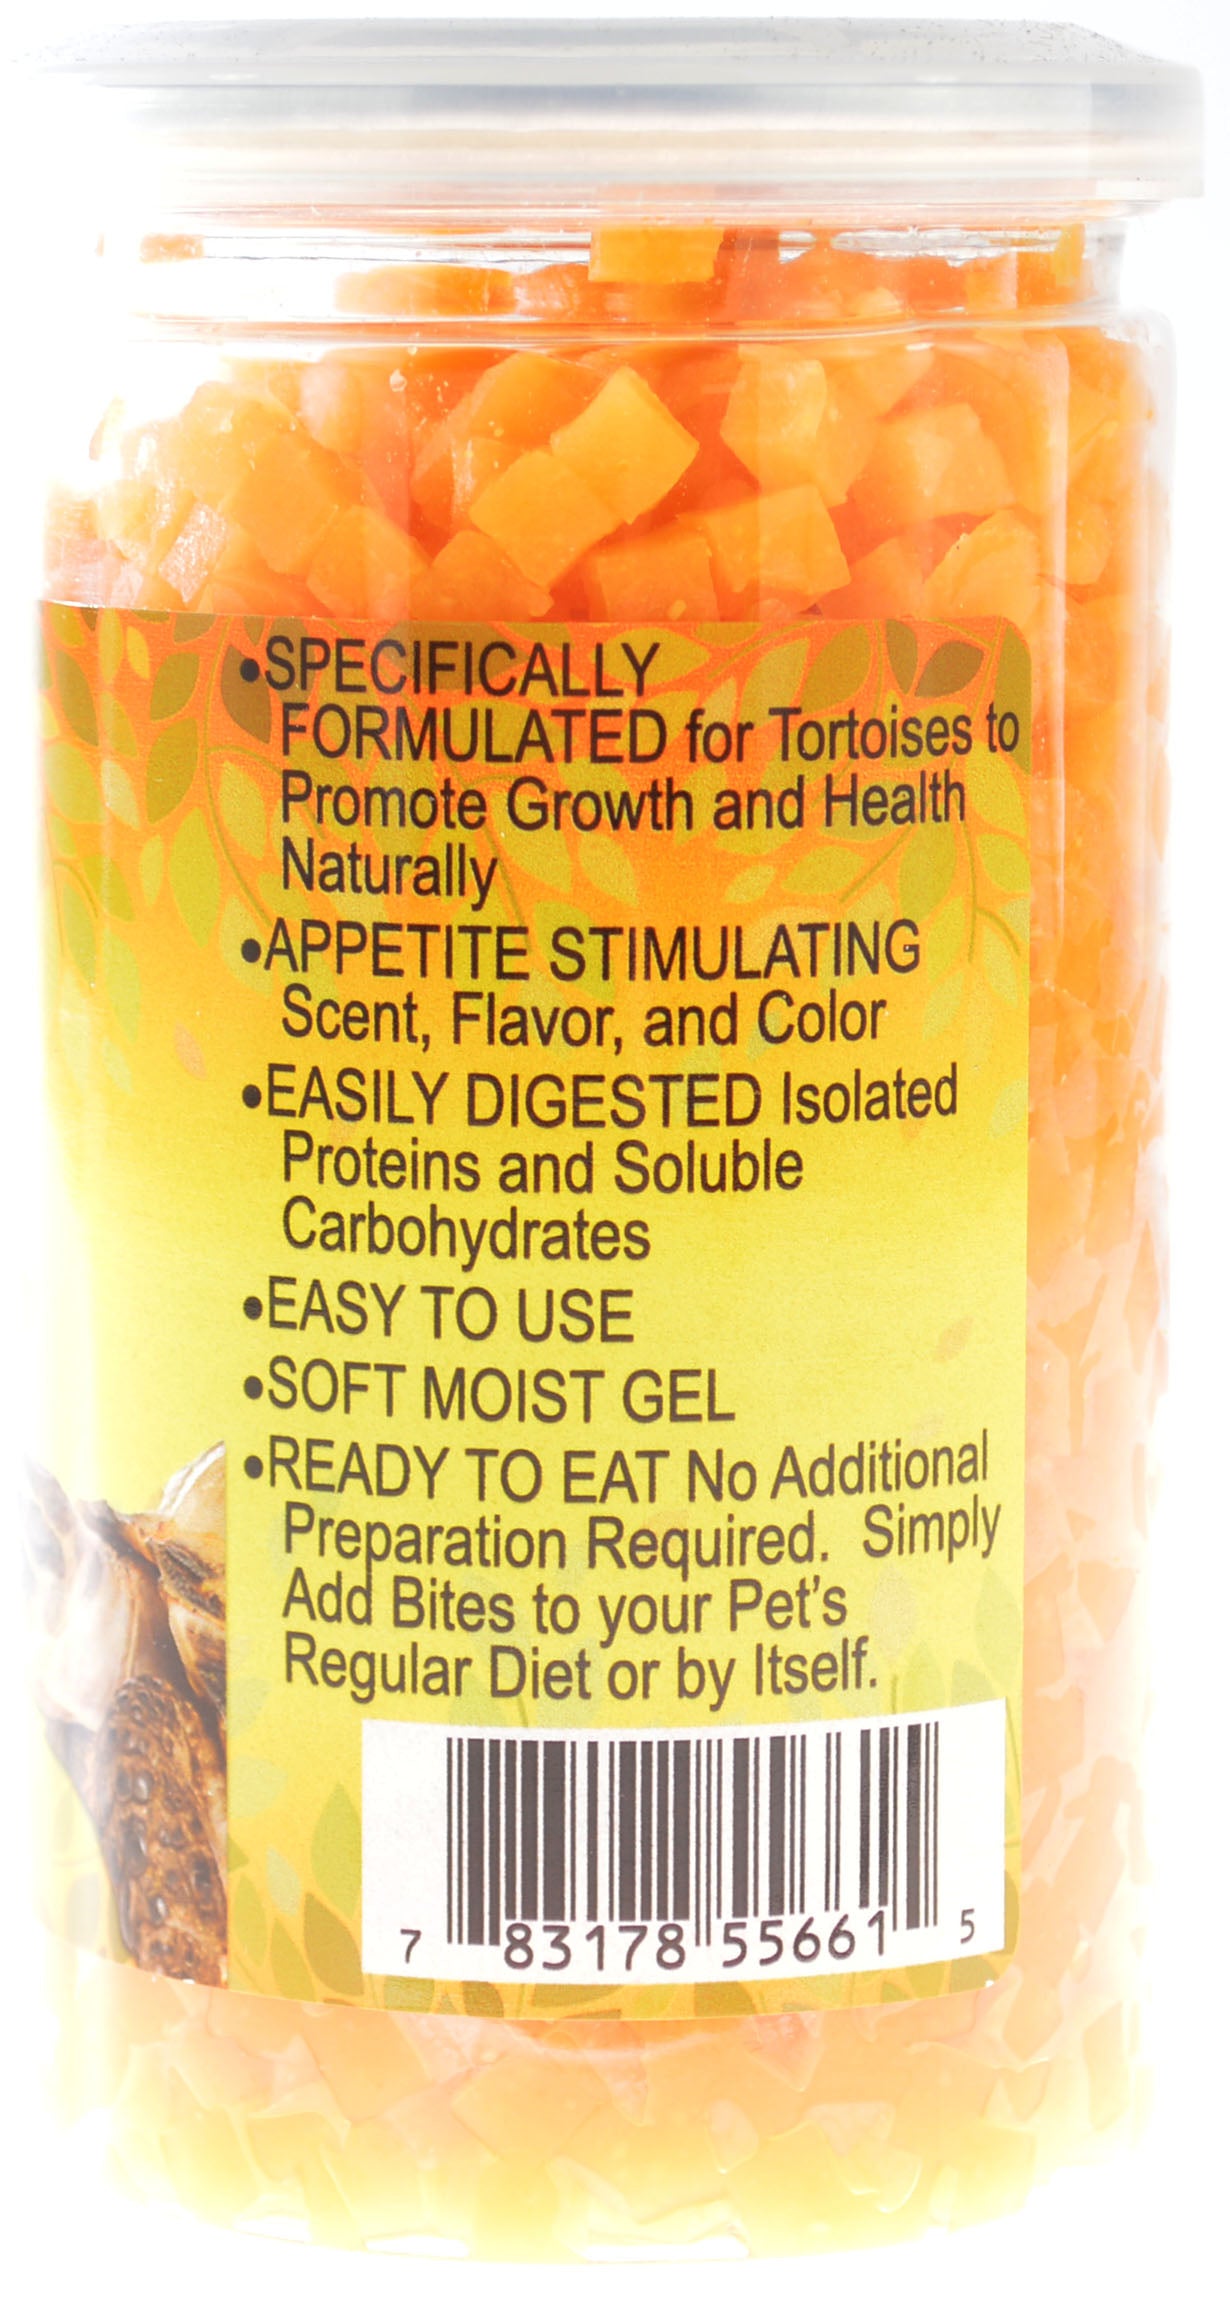 •SPECIFICALLY
FORMULATED for Tortoises to
Promote Growth and Health
Naturally
•APPETITE STIMULATING
Scent, Flavor, and Color
•EASILY DIGESTED Isolated
Proteins and Soluble
Carbohydrates
•EASY TO USE
•SOFT MOIST GEL
•READY TO EAT No Additional
Preparation Required. Simply
Add Bites to your Pet's
Regular Diet or by Itself.
7 83178 55661 5